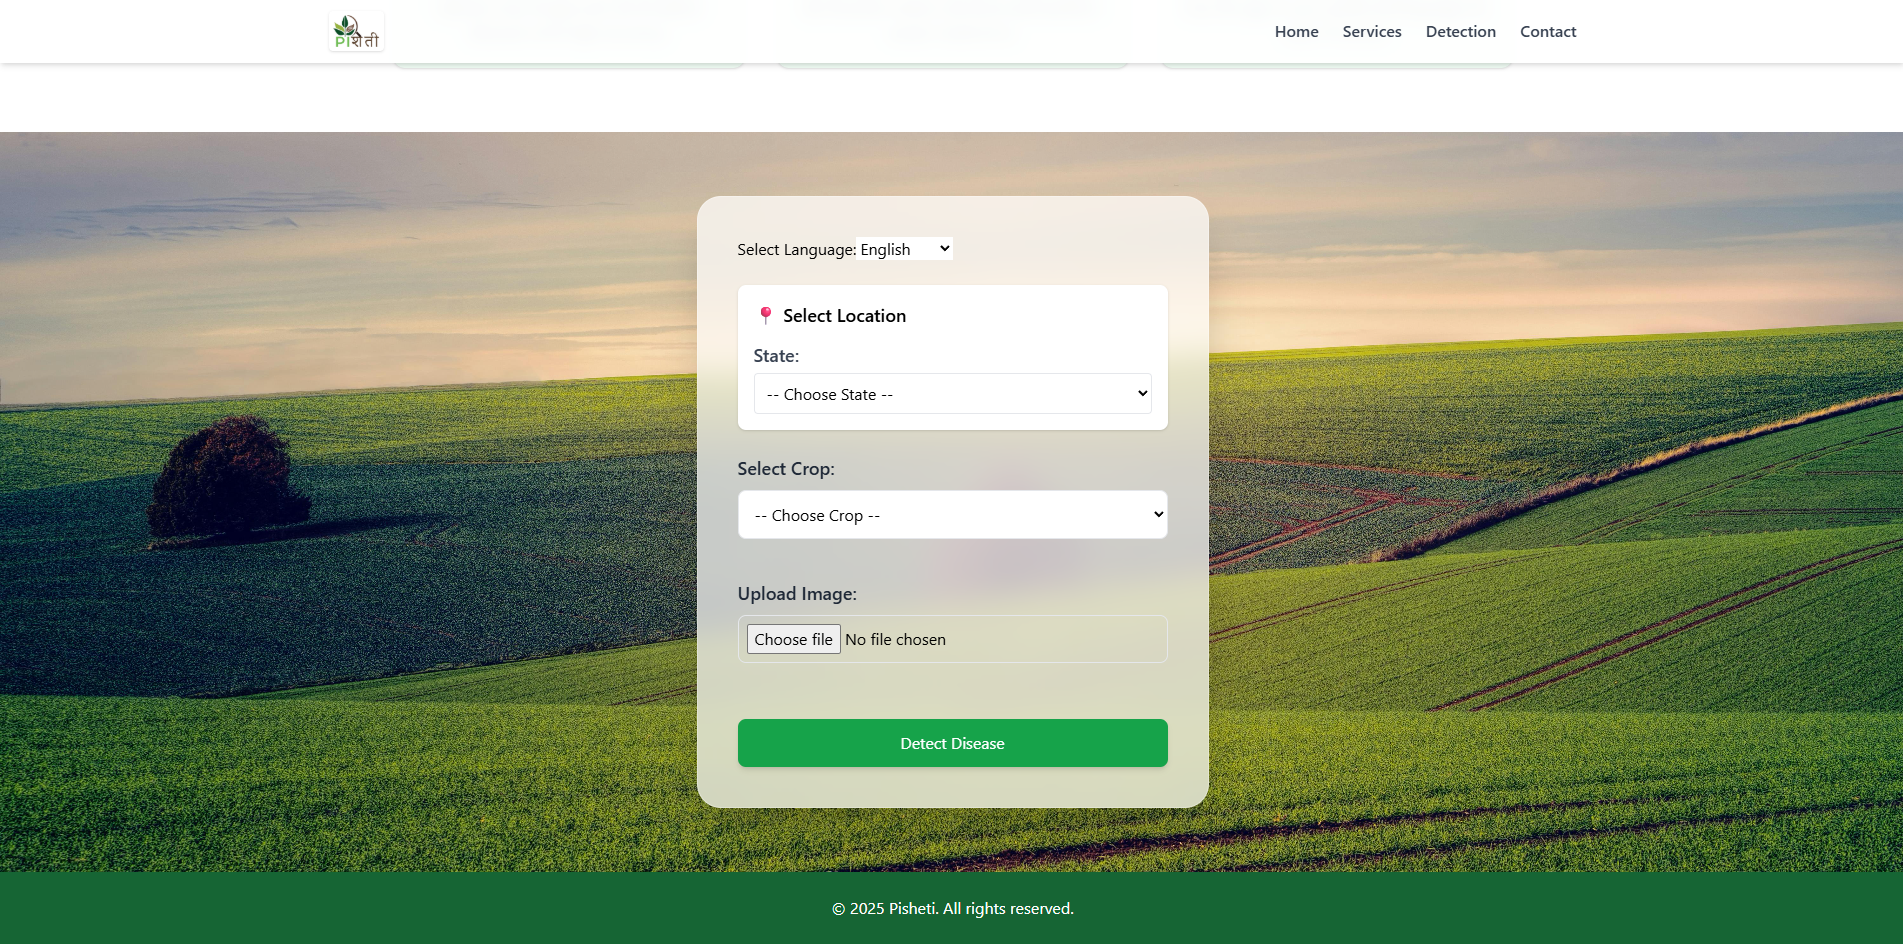 PIशेती
Home Services Detection Contact
Select Language: English
Select Location
State:
-- Choose State --
Select Crop:
-- Choose Crop --
Upload Image:
Choose file No file chosen
Detect Disease
© 2025 Pisheti. All rights reserved.